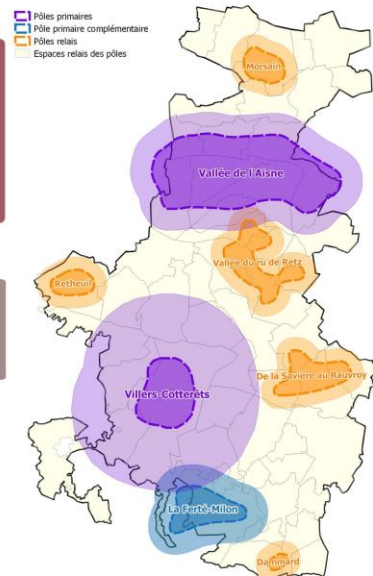 Pôles primaires
Pôle primaire complémentaire
Pôles relais
Espaces relais des pôles
Morsain
Vallée de l'Aisne
Vallée du ru de Retz
Retheuil
De la Savière au Rauvroy
Villers-Cotterêts
La Ferté-Milon
Dammard